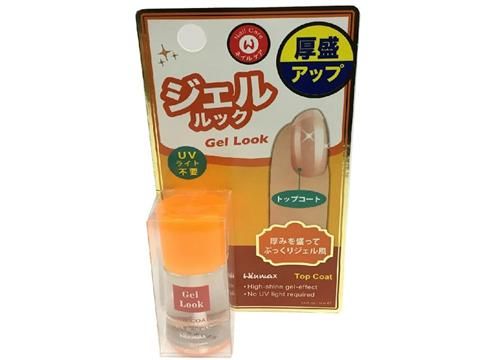 Nail Care
W
ネイルケア
厚盛
アップ
ジェル
ルック
Gel Look
UV
ライト
不要
トップコート
厚みを盛って
ぷっくりジェル風
Winmax
Top Coat
• High-shine gel-effect
• No UV light required
Gel
Look